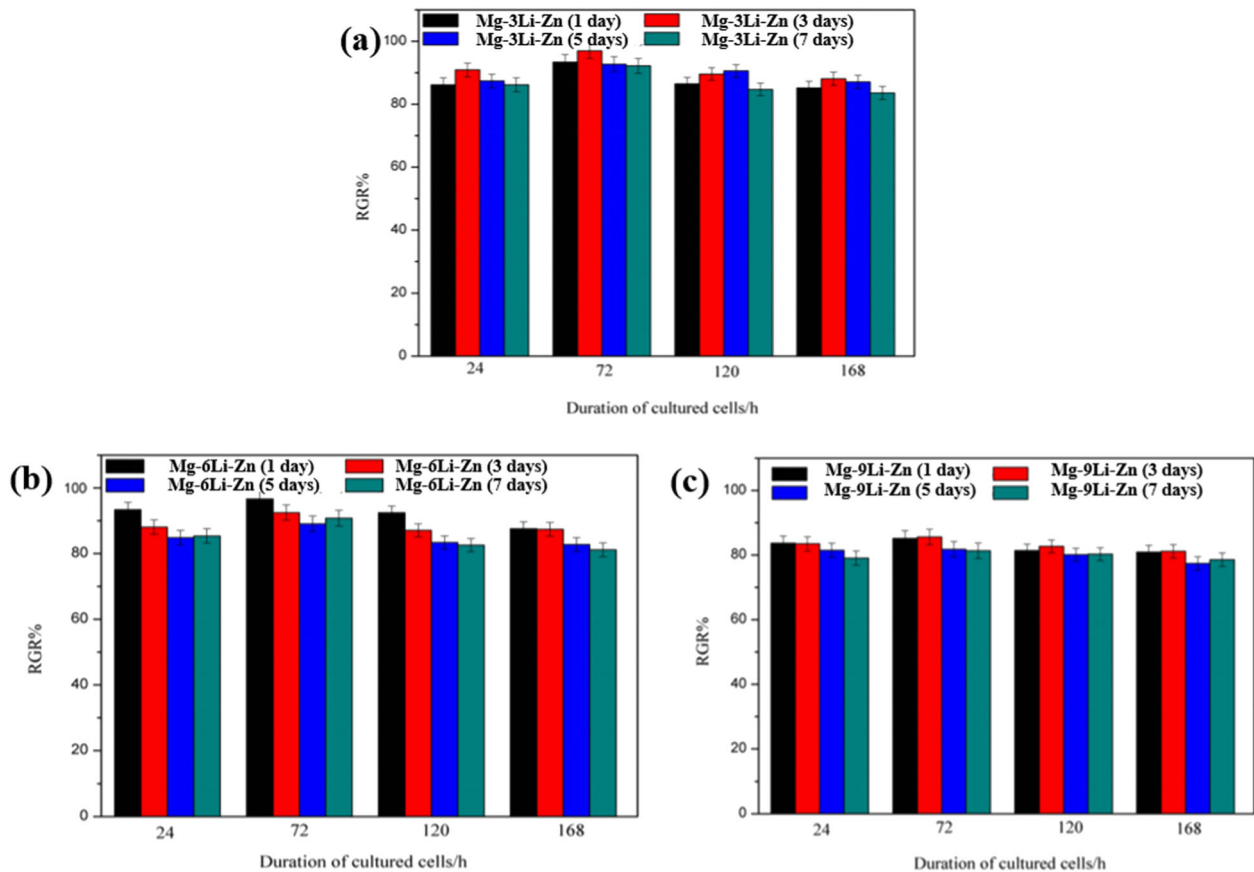 (a)
Mg-3Li-Zn (1 day) Mg-3Li-Zn (3 days)
Mg-3Li-Zn (5 days) Mg-3Li-Zn (7 days)
100
80
60
40
20
0
RGR%
24 72 120 168
Duration of cultured cells/h
(b)
Mg-6Li-Zn (1 day) Mg-6Li-Zn (3 days)
Mg-6Li-Zn (5 days) Mg-6Li-Zn (7 days)
100
80
60
40
20
0
RGR%
24 72 120 168
Duration of cultured cells/h
(c)
Mg-9Li-Zn (1 day) Mg-9Li-Zn (3 days)
Mg-9Li-Zn (5 days) Mg-9Li-Zn (7 days)
100
80
60
40
20
0
RGR%
24 72 120 168
Duration of cultured cells/h